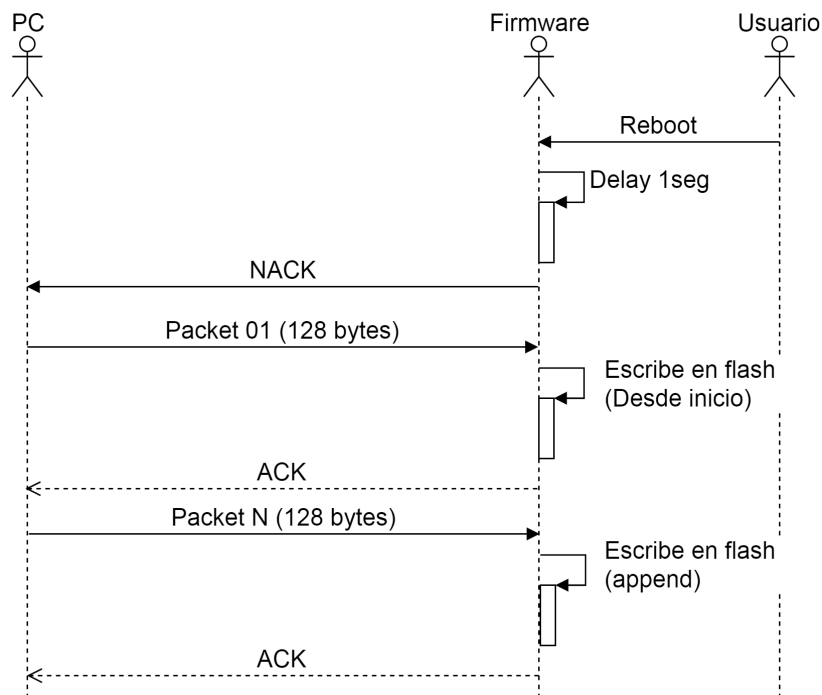 PC
Firmware
Usuario
Reboot
Delay 1seg
NACK
Packet 01 (128 bytes)
Escribe en flash
(Desde inicio)
ACK
Packet N (128 bytes)
Escribe en flash
(append)
ACK